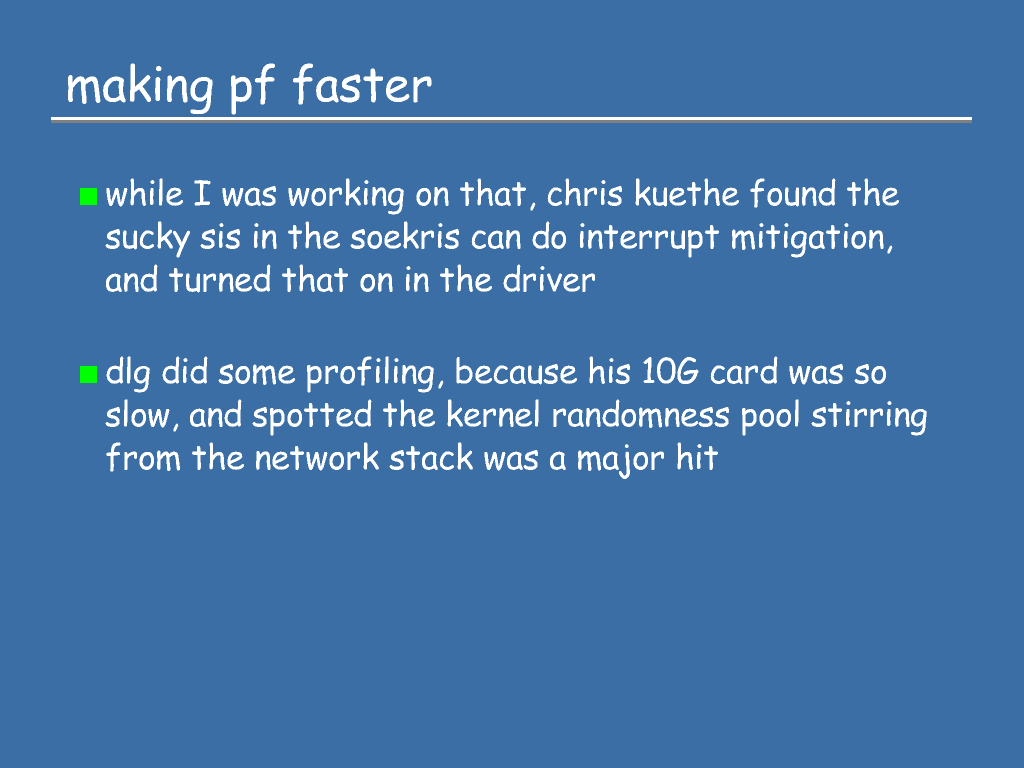 making pf faster
while I was working on that, chris kuethe found the
sucky sis in the soekris can do interrupt mitigation,
and turned that on in the driver
dlg did some profiling, because his 10G card was so
slow, and spotted the kernel randomness pool stirring
from the network stack was a major hit